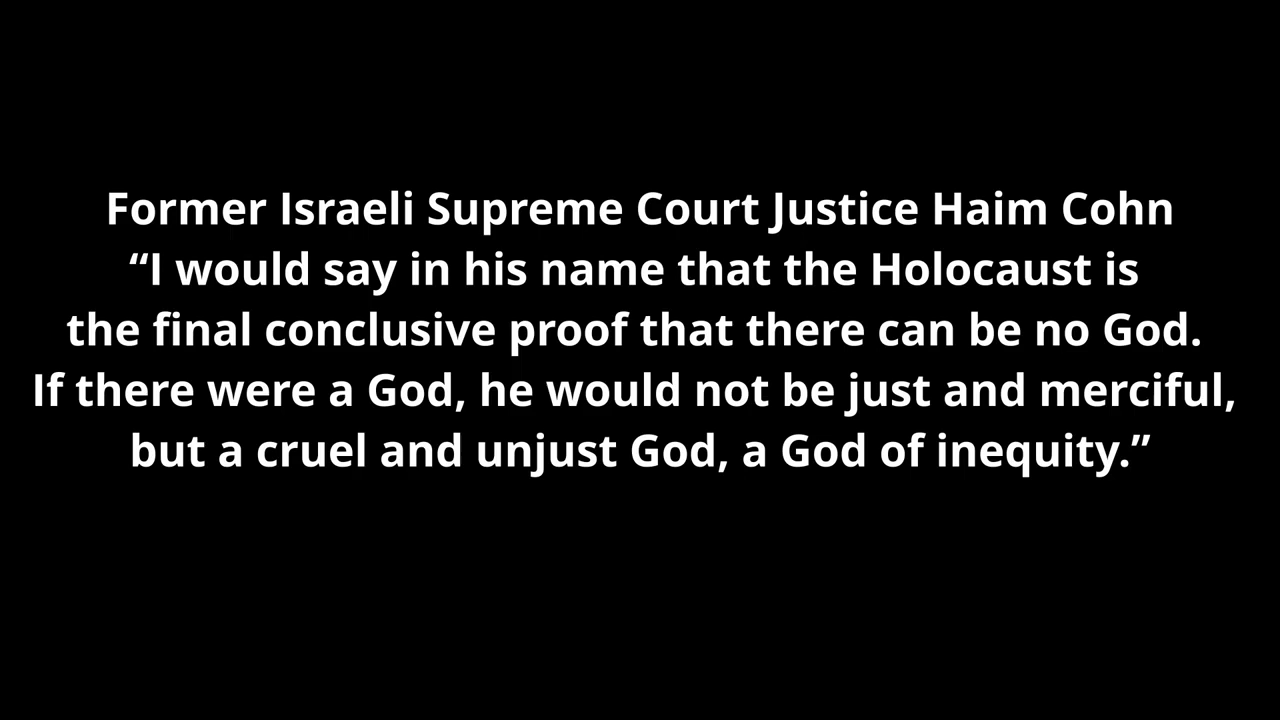 Former Israeli Supreme Court Justice Haim Cohn
“I would say in his name that the Holocaust is
the final conclusive proof that there can be no God.
If there were a God, he would not be just and merciful,
but a cruel and unjust God, a God of inequity.”